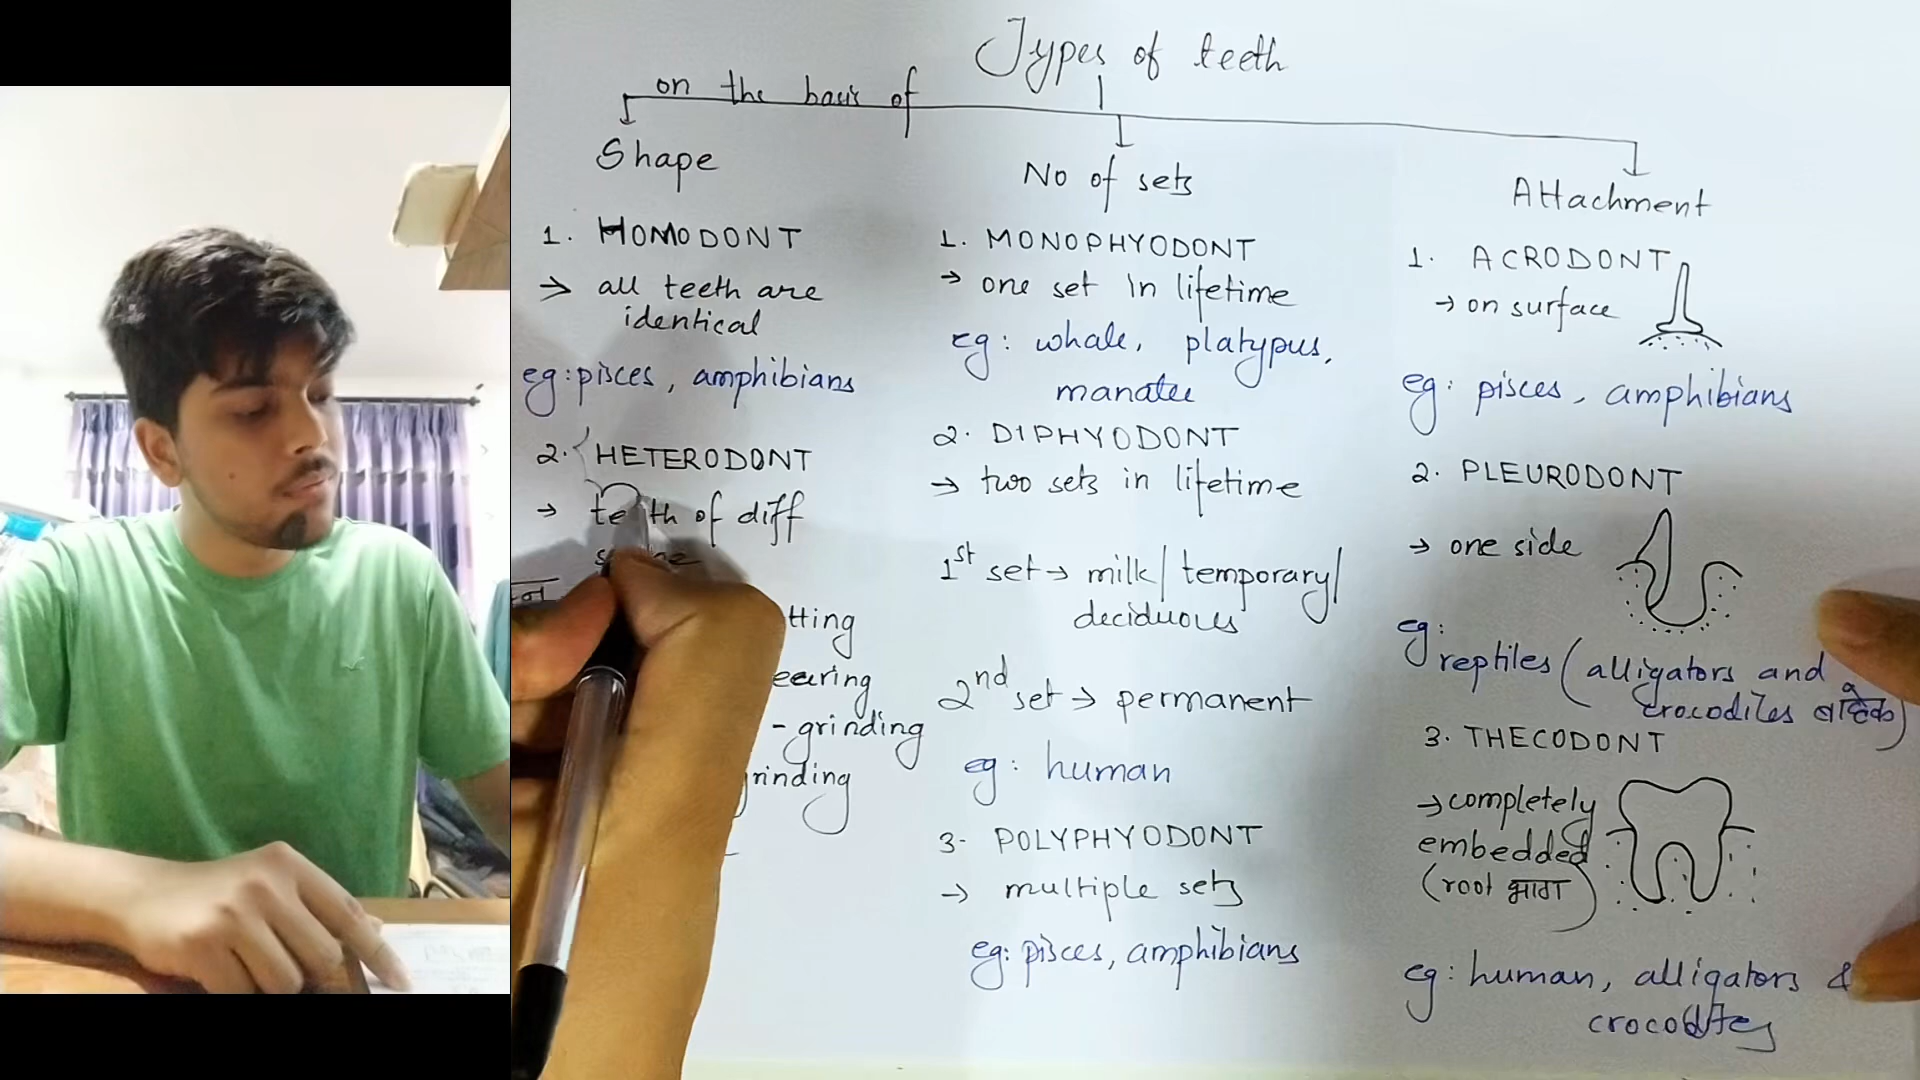 Types of teeth
on the basis of
Shape
1. HOMODONT
→ all teeth are
identical
eg: pisces, amphibians
2. HETERODONT
→ teeth of diff
- grinding
No of sets
1. MONOPHYODONT
→ one set in lifetime
eg: whale, platypus,
manatee
2. DIPHYODONT
→ two sets in lifetime
1st set → milk/temporary/
deciduous
2nd set → permanent
eg: human
3- POLYPHYODONT
→ multiple sets
eg: pisces, amphibians
Attachment
1. ACRODONT
→ on surface
eg: pisces, amphibians
2. PLEURODONT
→ one side
eg:
reptiles (alligators and
crocodiles बाहेक)
3. THECODONT
→ completely
embedded
(root भाग)
eg: human, alligators &
crocodiles